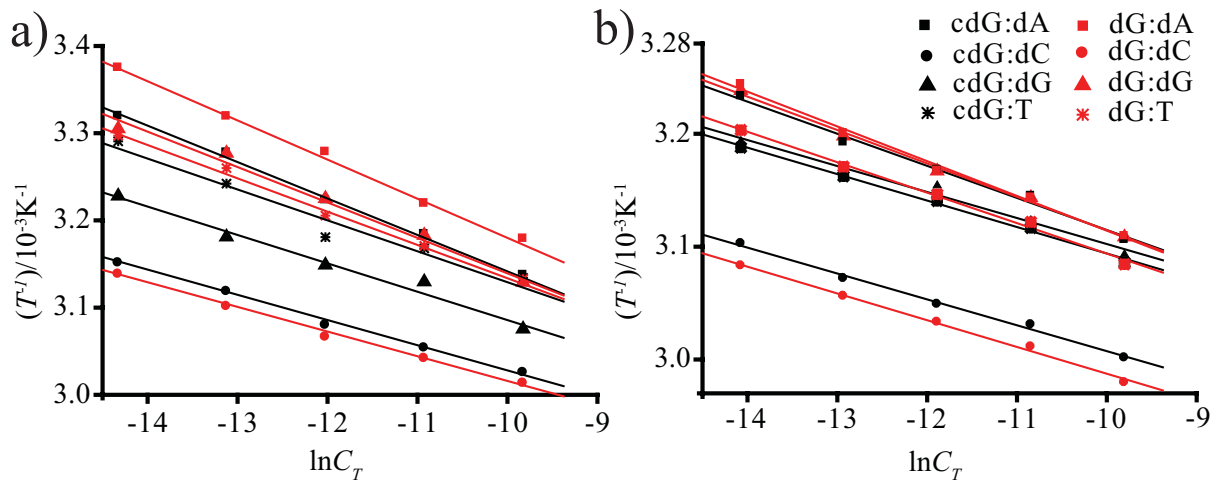 a)
3.4
3.3
3.2
3.1
3.0
(T⁻¹)/10⁻³K⁻¹
-14
-13
-12
-11
-10
-9
lnC_T
b)
3.28
3.2
3.1
3.0
(T⁻¹)/10⁻³K⁻¹
-14
-13
-12
-11
-10
-9
lnC_T
cdG:dA dG:dA
cdG:dC dG:dC
cdG:dG dG:dG
cdG:T dG:T